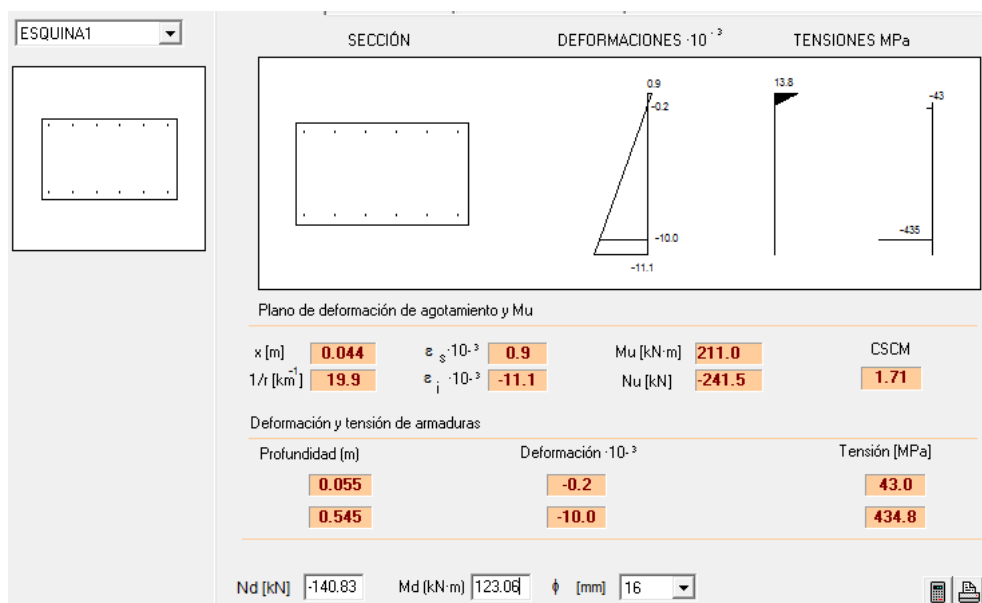 ESQUINA1
SECCIÓN DEFORMACIONES ·10⁻³ TENSIONES MPa
0.9 13.8
-0.2 -43
-10.0 -435
-11.1
Plano de deformación de agotamiento y Mu
x [m] 0.044 ε s ·10-³ 0.9 Mu [kN·m] 211.0 CSCM
1/r [km⁻¹] 19.9 ε i ·10-³ -11.1 Nu [kN] -241.5 1.71
Deformación y tensión de armaduras
Profundidad (m) Deformación ·10-³ Tensión [MPa]
0.055 -0.2 43.0
0.545 -10.0 434.8
Nd [kN] -140.83 Md (kN·m) 123.06 ϕ [mm] 16